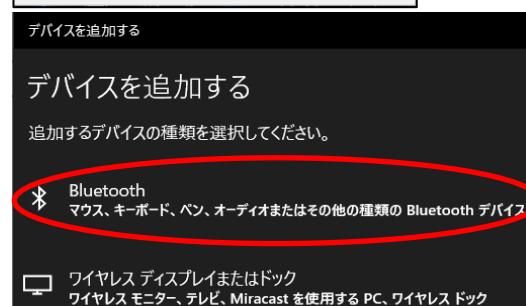 デバイスを追加する
デバイスを追加する
追加するデバイスの種類を選択してください。
Bluetooth
マウス、キーボード、ペン、オーディオまたはその他の種類の Bluetooth デバイス
ワイヤレス ディスプレイまたはドック
ワイヤレス モニター、テレビ、Miracast を使用する PC、ワイヤレス ドック